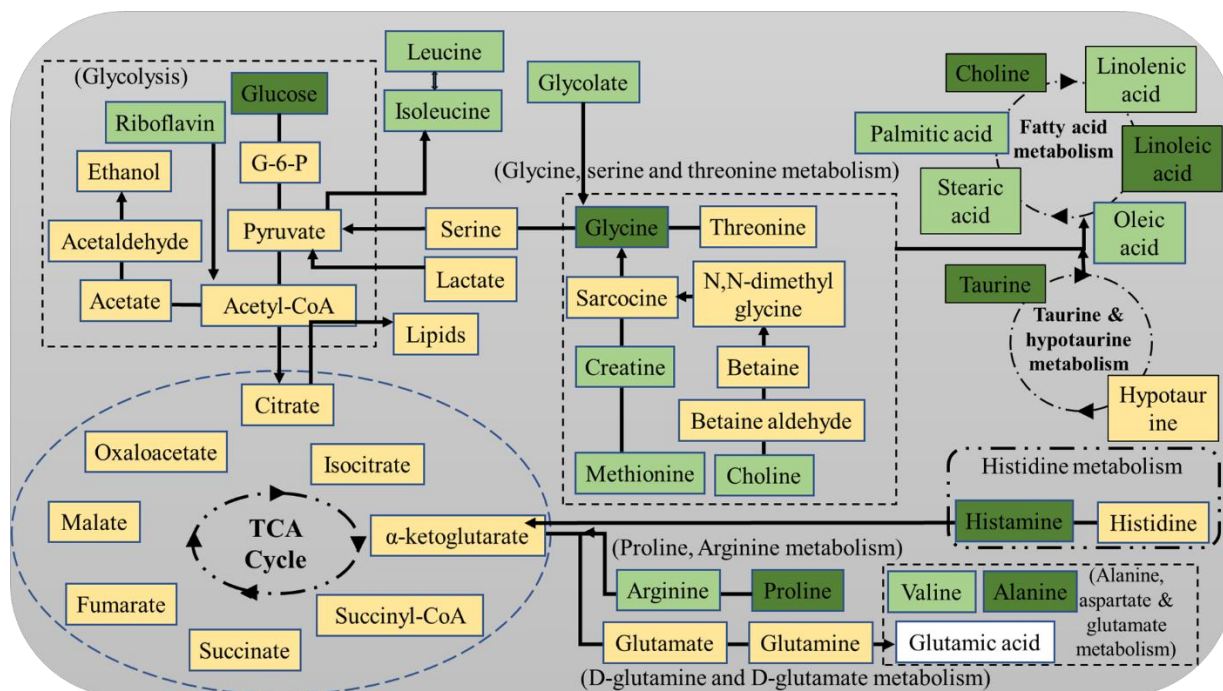 (Glycolysis)
Glucose
Riboflavin
G-6-P
Ethanol
Acetaldehyde
Pyruvate
Acetate
Acetyl-CoA
Leucine
Isoleucine
Serine
Lactate
Lipids
Glycolate
(Glycine, serine and threonine metabolism)
Glycine
Threonine
Sarcocine
N,N-dimethyl
glycine
Creatine
Betaine
Betaine aldehyde
Methionine
Choline
Choline
Linolenic
acid
Palmitic acid
Fatty acid
metabolism
Linoleic
acid
Stearic
acid
Oleic
acid
Taurine
Taurine &
hypotaurine
metabolism
Hypotau
rine
Citrate
Oxaloacetate
Isocitrate
Malate
TCA
Cycle
α-ketoglutarate
Fumarate
Succinyl-CoA
Succinate
Histidine metabolism
Histamine
Histidine
(Proline, Arginine metabolism)
Arginine
Proline
Glutamate
Glutamine
(D-glutamine and D-glutamate metabolism)
Valine
Alanine
(Alanine,
aspartate &
glutamate
metabolism)
Glutamic acid